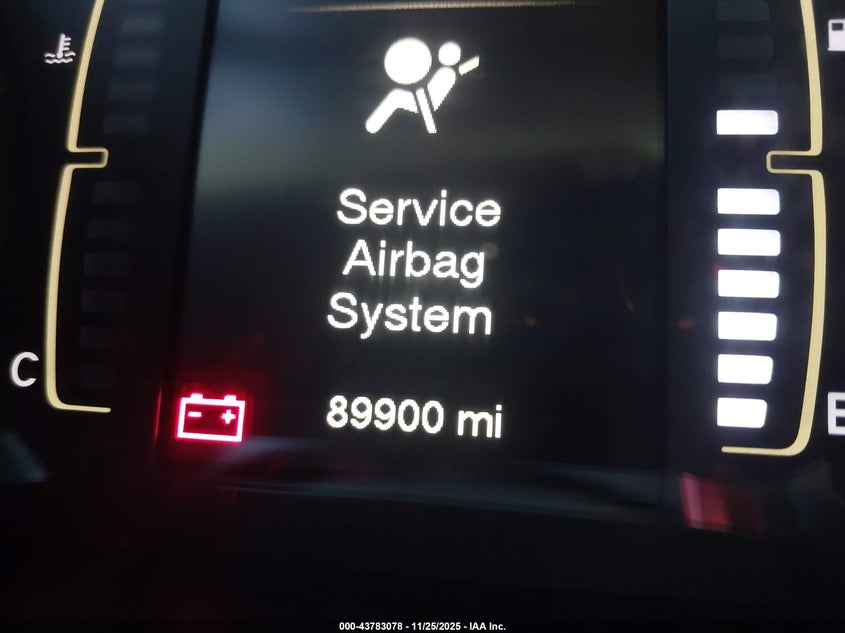 Service
Airbag
System
C
89900 mi
E
000-43783078 - 11/25/2025 - IAA Inc.